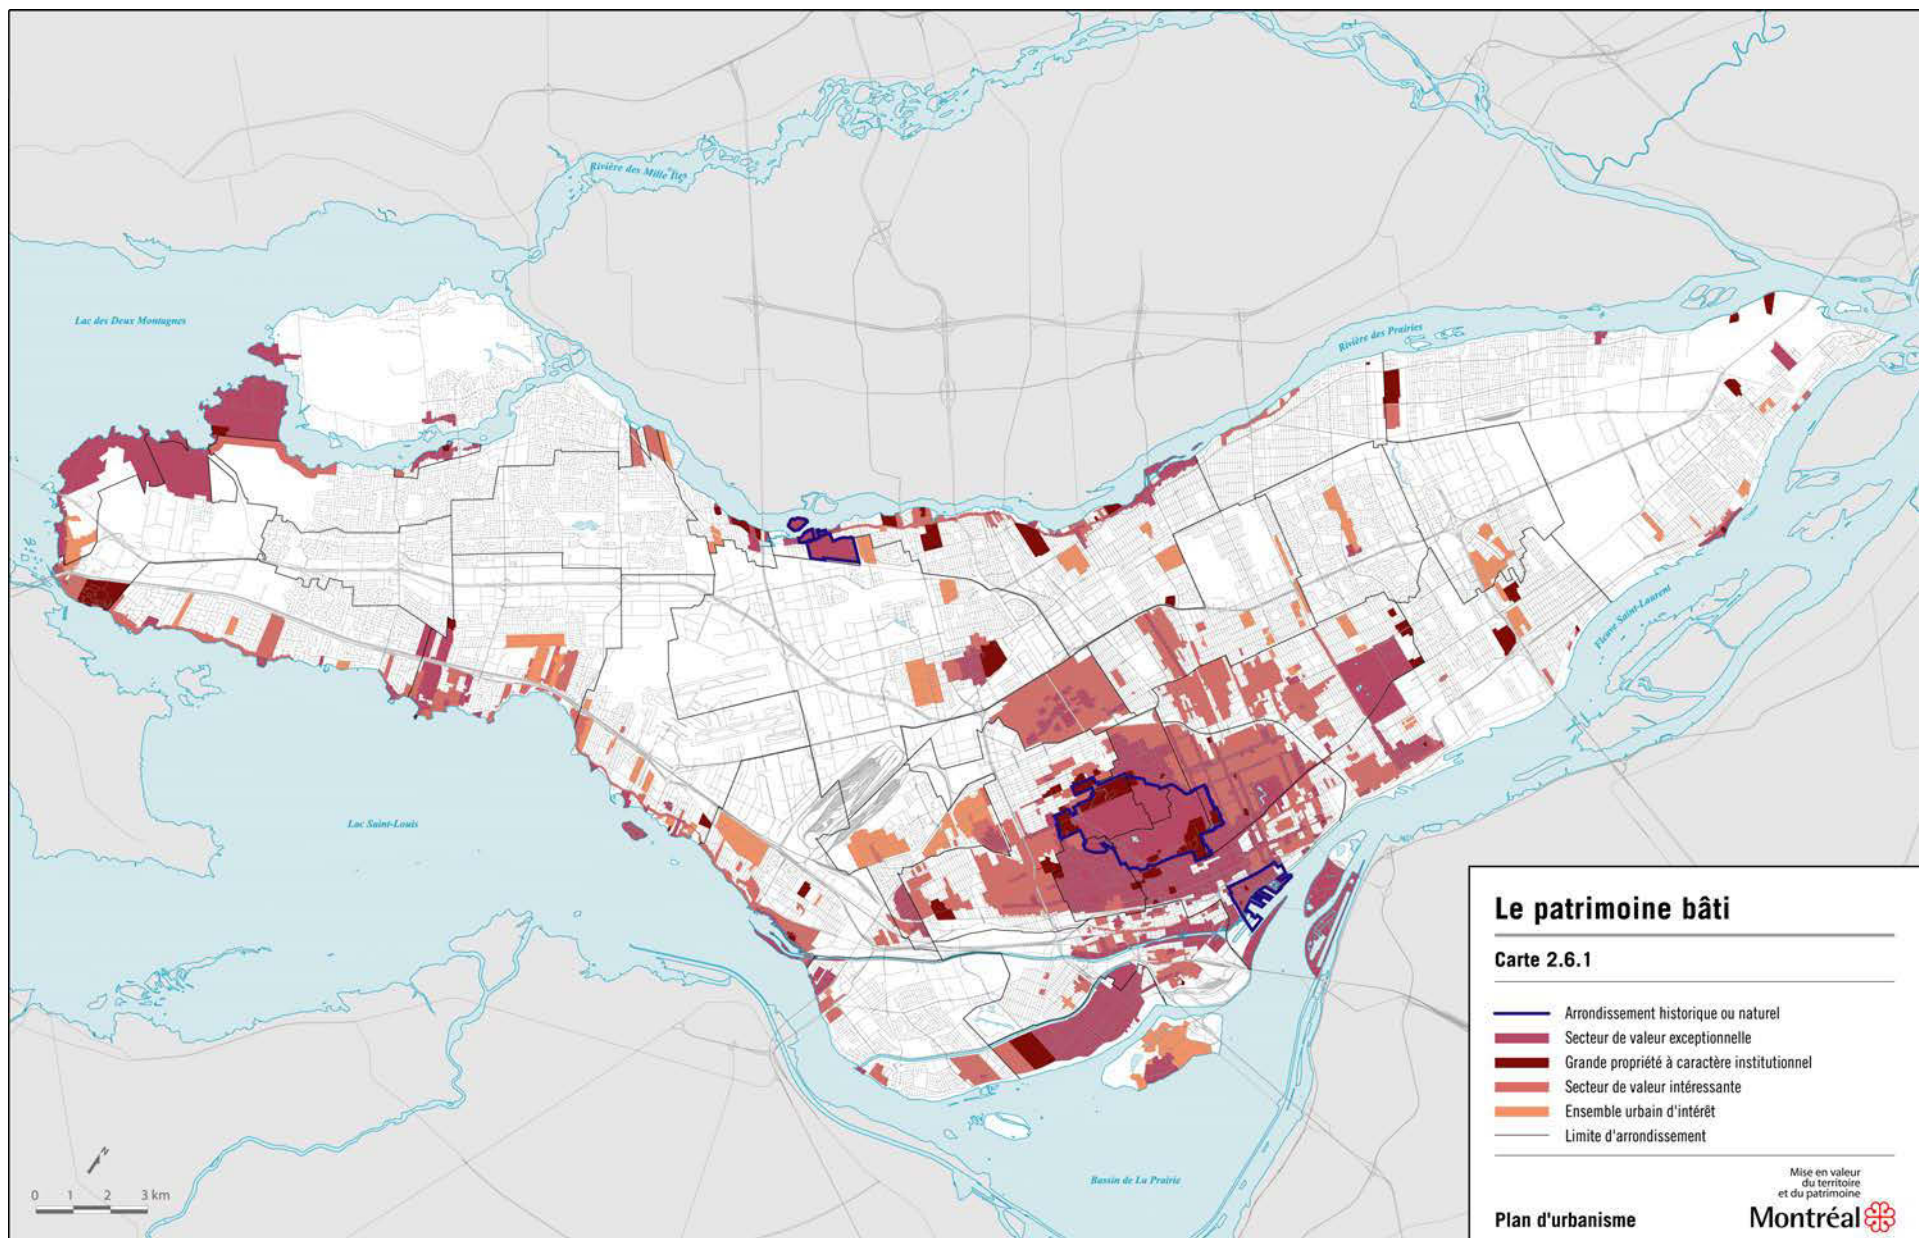 Rivière des Mille Îles
Lac des Deux Montagnes
Rivière des Prairies
Fleuve Saint-Laurent
Lac Saint-Louis
Bassin de La Prairie
N
0 1 2 3 km
Le patrimoine bâti
Carte 2.6.1
Arrondissement historique ou naturel
Secteur de valeur exceptionnelle
Grande propriété à caractère institutionnel
Secteur de valeur intéressante
Ensemble urbain d'intérêt
Limite d'arrondissement
Mise en valeur
du territoire
et du patrimoine
Plan d'urbanisme
Montréal